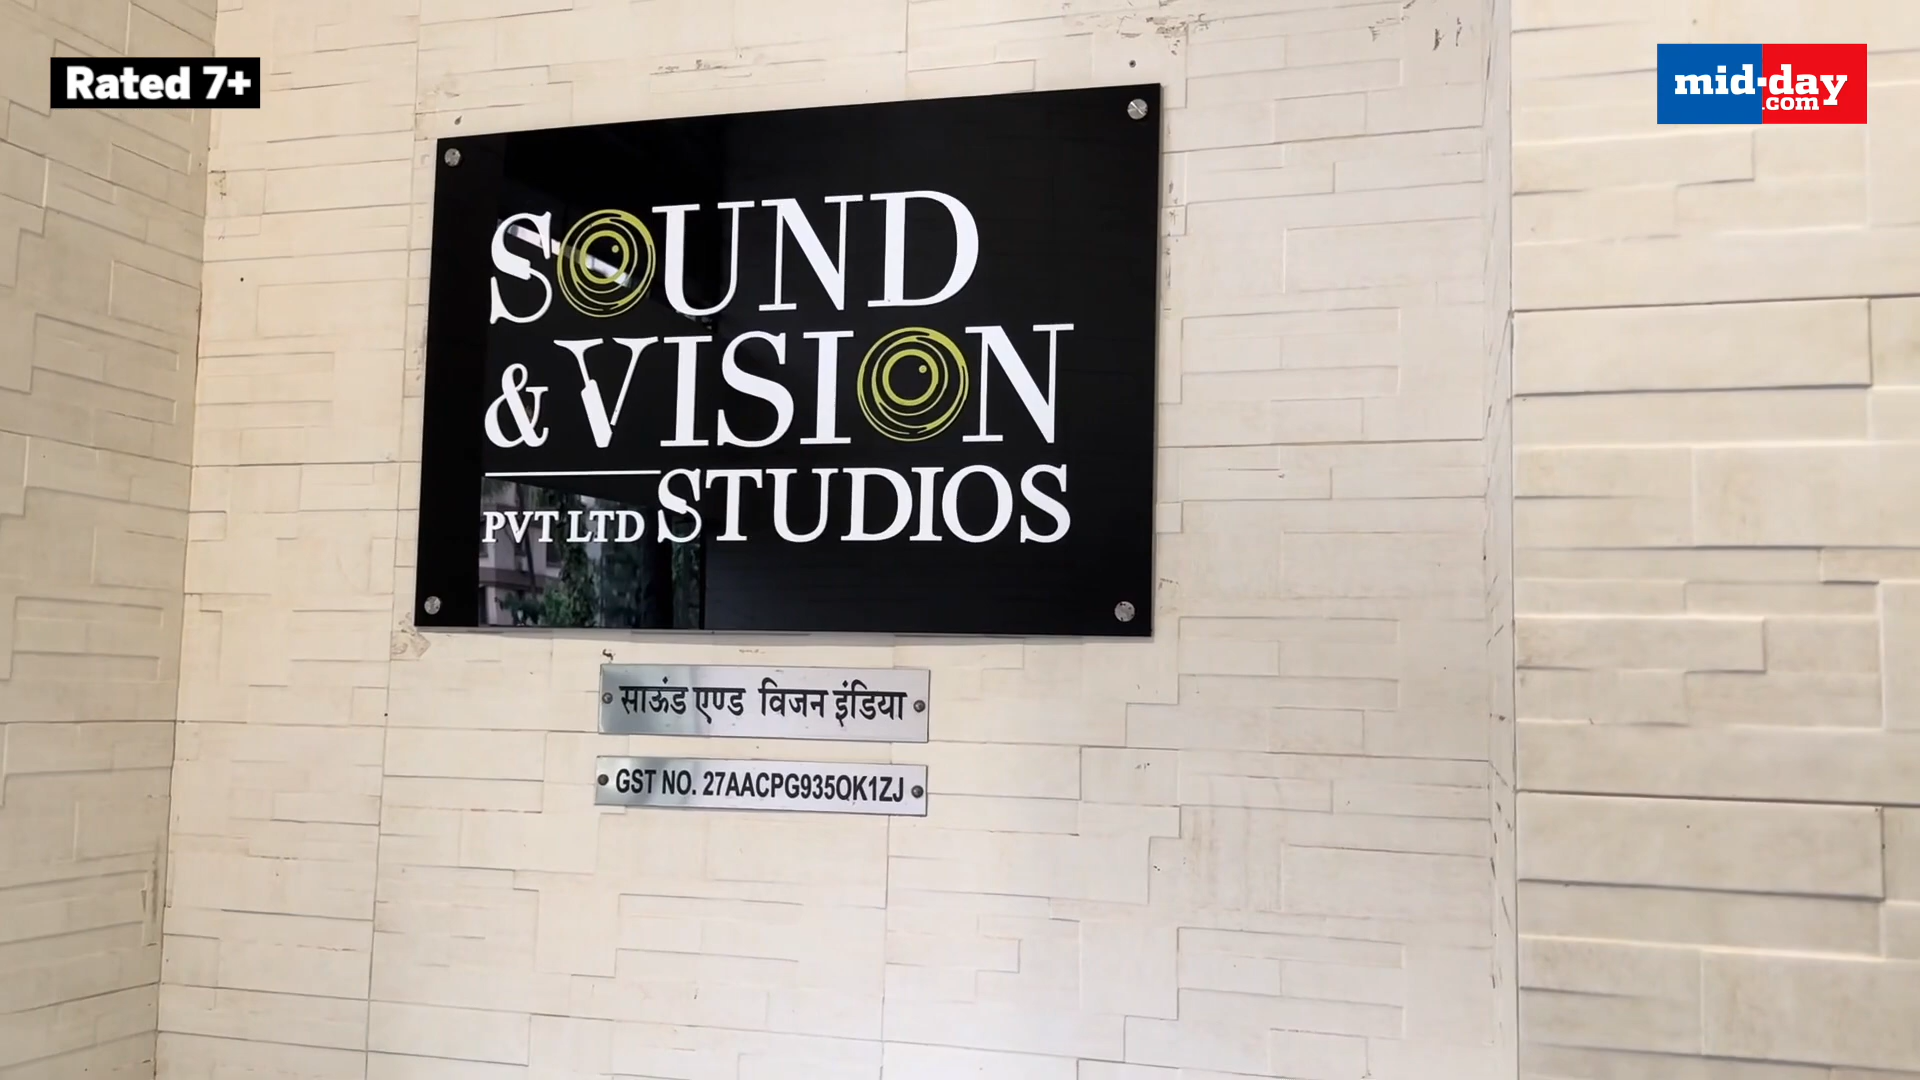 Rated 7+
mid-day
.com
SOUND
& VISION
PVT LTD STUDIOS
साऊंड एण्ड विजन इंडिया
GST NO. 27AACPG935QK1ZJ